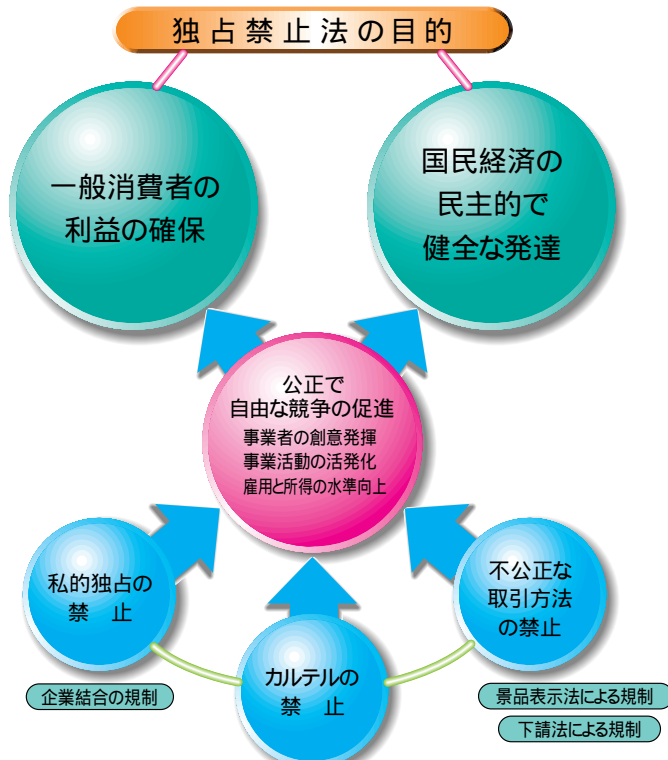 独占禁止法の目的
一般消費者の
利益の確保
国民経済の
民主的で
健全な発達
公正で
自由な競争の促進
事業者の創意発揮
事業活動の活発化
雇用と所得の水準向上
私的独占の
禁 止
企業結合の規制
カルテルの
禁 止
不公正な
取引方法
の禁止
景品表示法による規制
下請法による規制